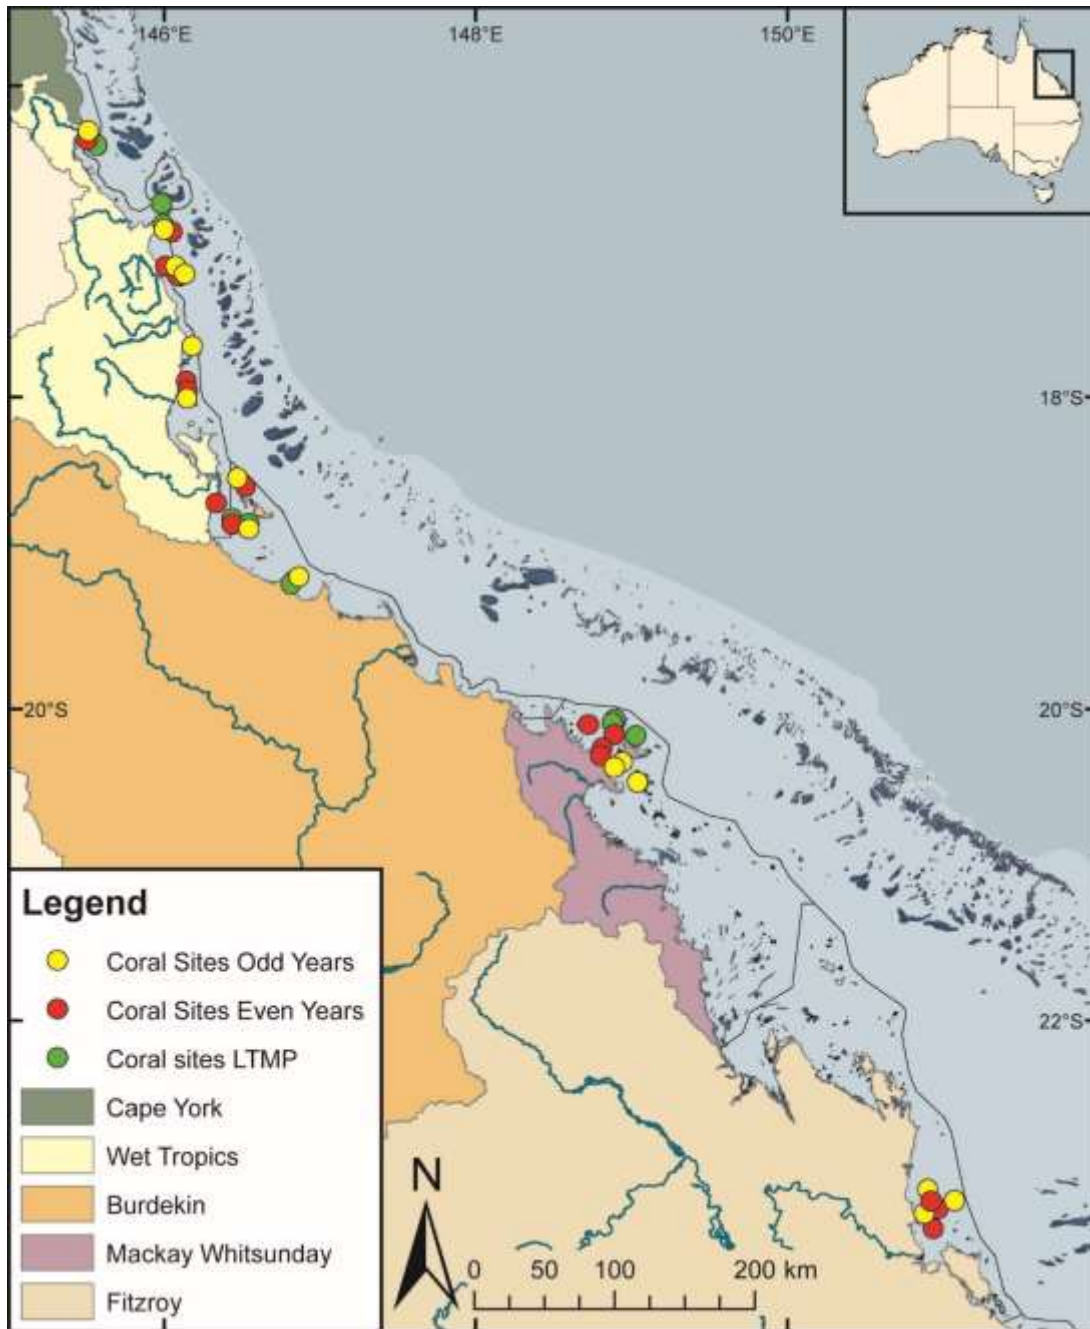 146°E 148°E 150°E
18°S
20°S 20°S
22°S
Legend
Coral Sites Odd Years
Coral Sites Even Years
Coral sites LTMP
Cape York
Wet Tropics
Burdekin
Mackay Whitsunday
Fitzroy
N
0 50 100 200 km